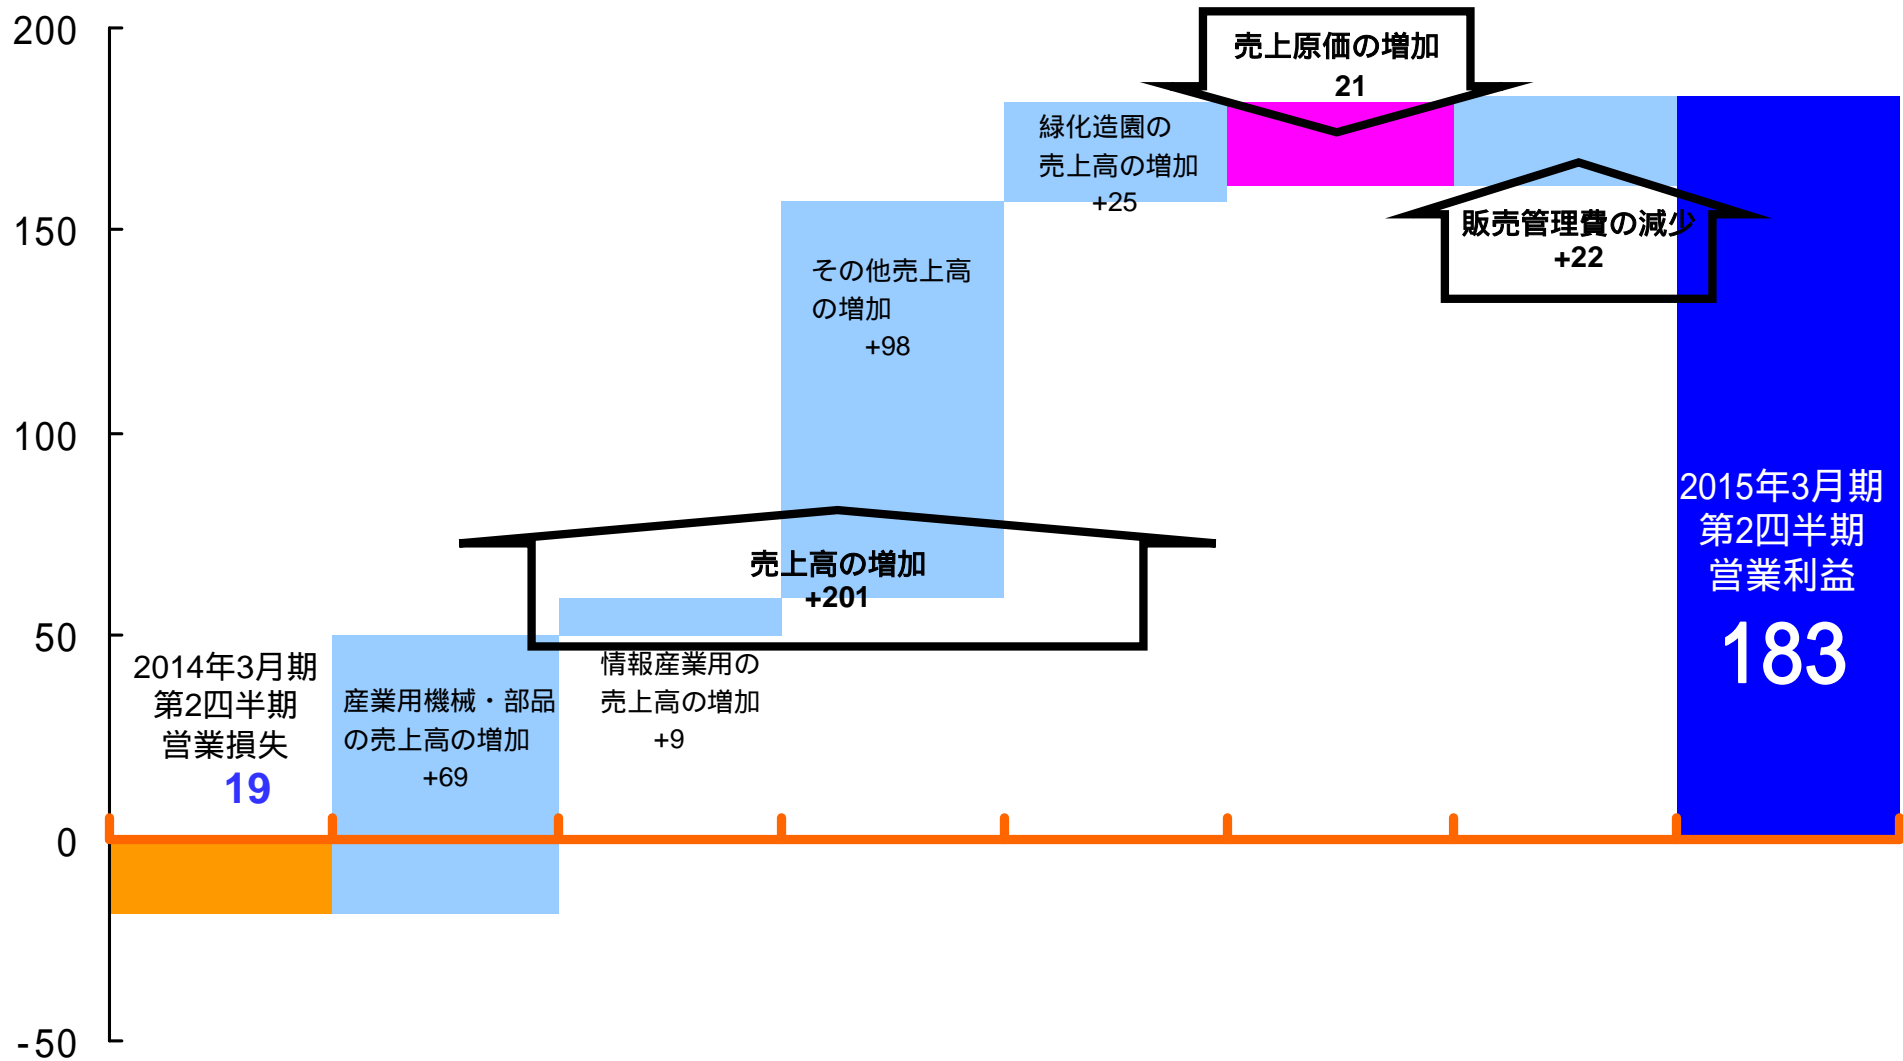 200
150
100
50
0
-50
2014年3月期
第2四半期
営業損失
19
産業用機械・部品
の売上高の増加
+69
情報産業用の
売上高の増加
+9
その他売上高
の増加
+98
売上高の増加
+201
緑化造園の
売上高の増加
+25
売上原価の増加
21
販売管理費の減少
+22
2015年3月期
第2四半期
営業利益
183